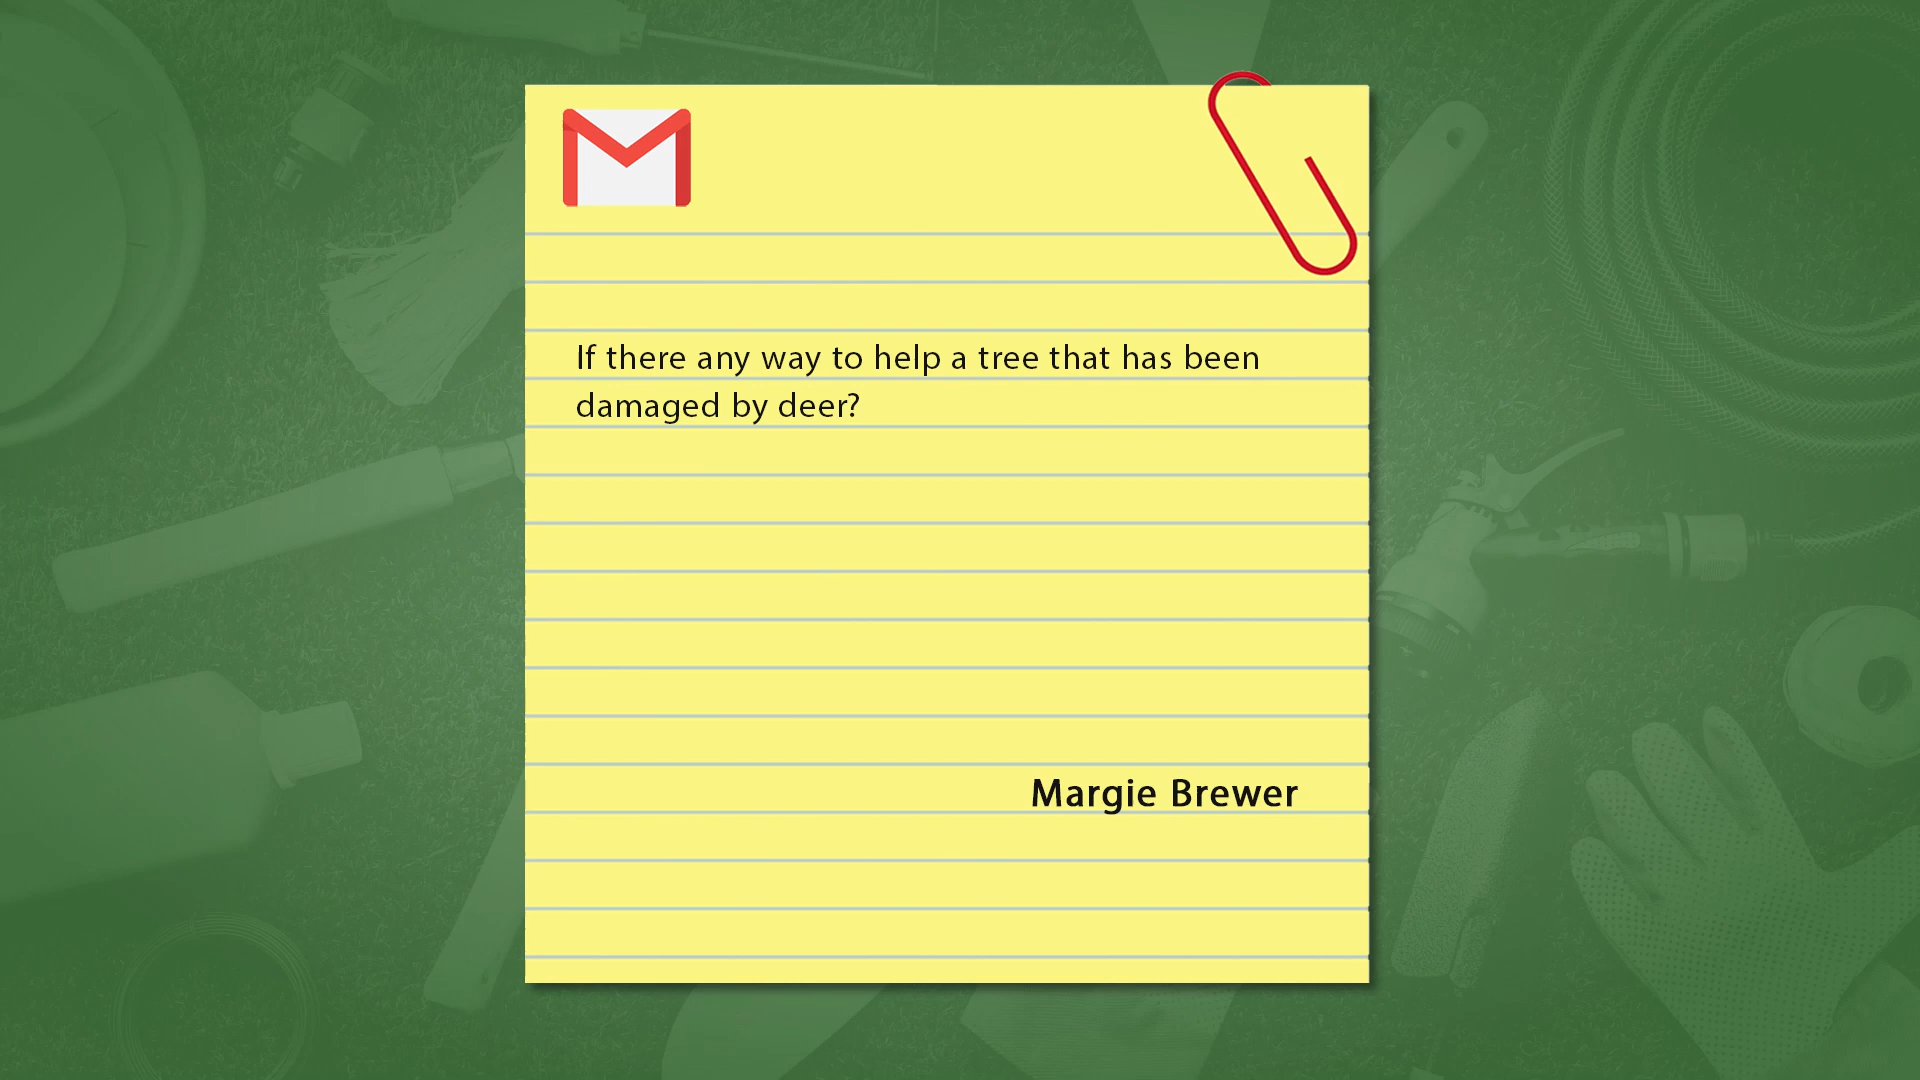 If there any way to help a tree that has been
damaged by deer?
Margie Brewer